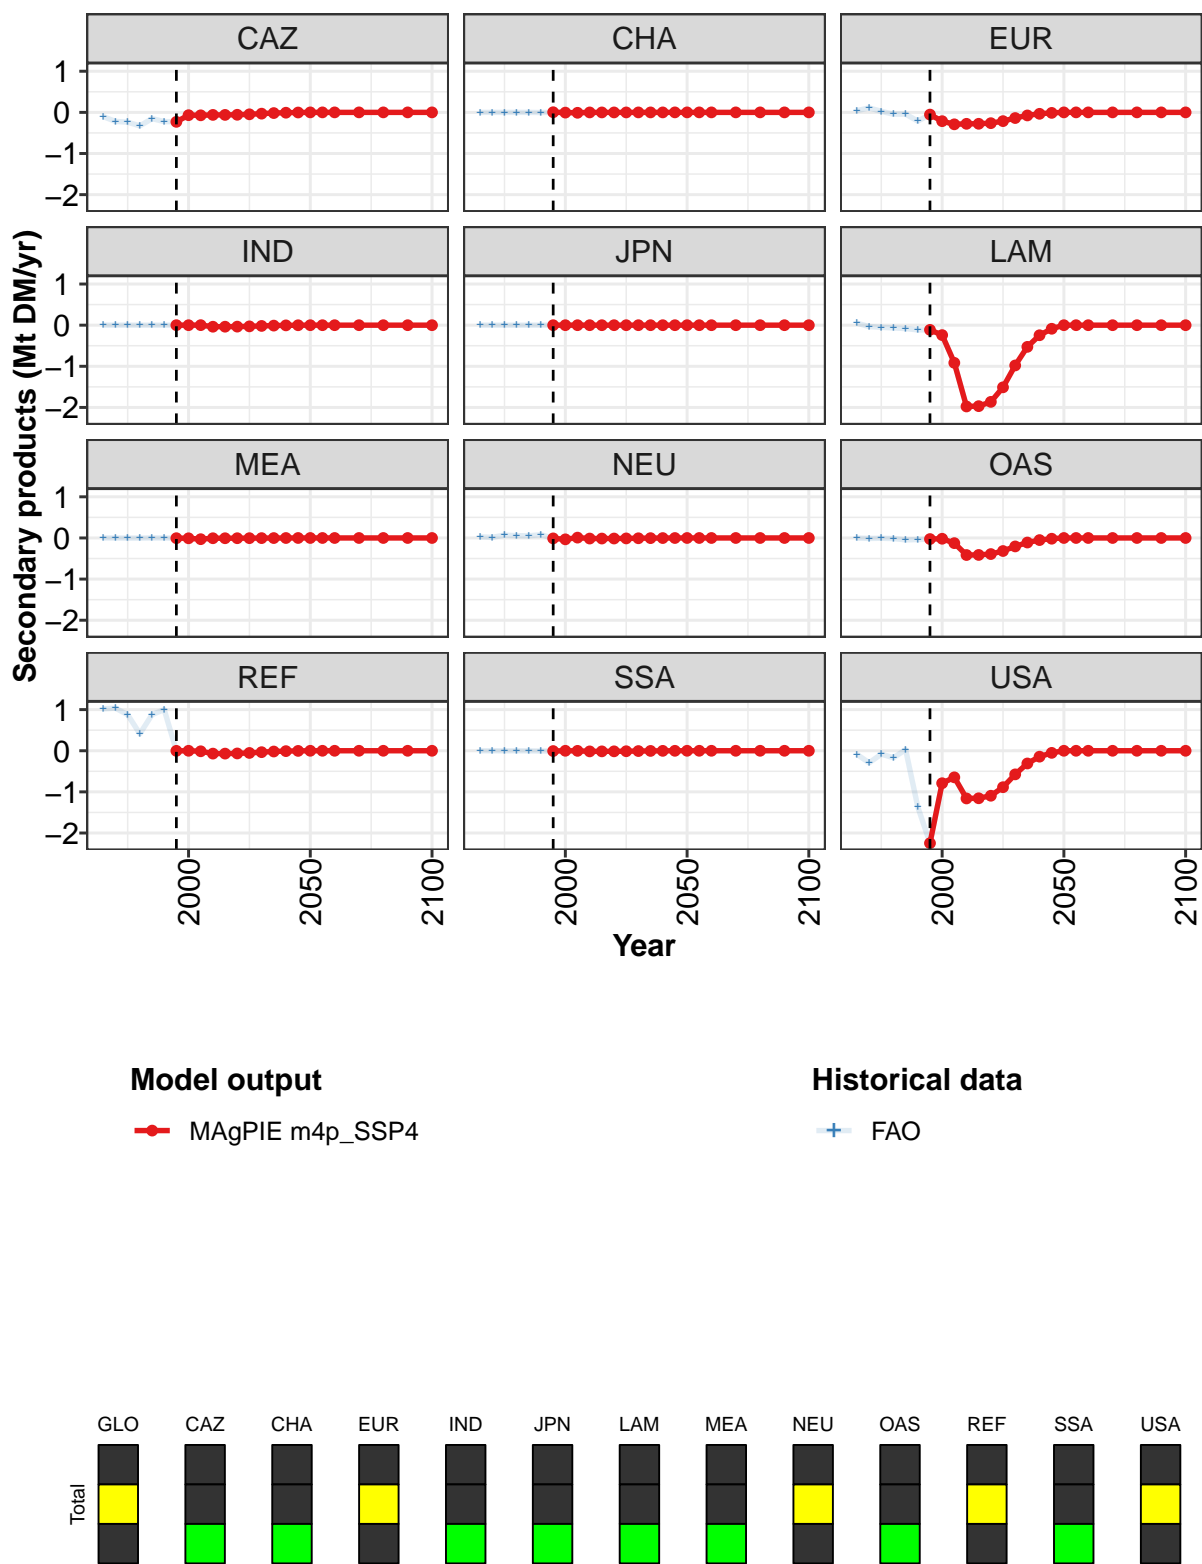 CAZ CHA EUR
1
0
−1
−2
IND JPN LAM
1
0
−1
−2
MEA NEU OAS
1
0
−1
−2
REF SSA USA
1
0
−1
−2
Secondary products (Mt DM/yr)
2000 2050 2100 2000 2050 2100 2000 2050 2100
Year
Model output Historical data
MAgPIE m4p_SSP4 FAO
GLO CAZ CHA EUR IND JPN LAM MEA NEU OAS REF SSA USA
Total